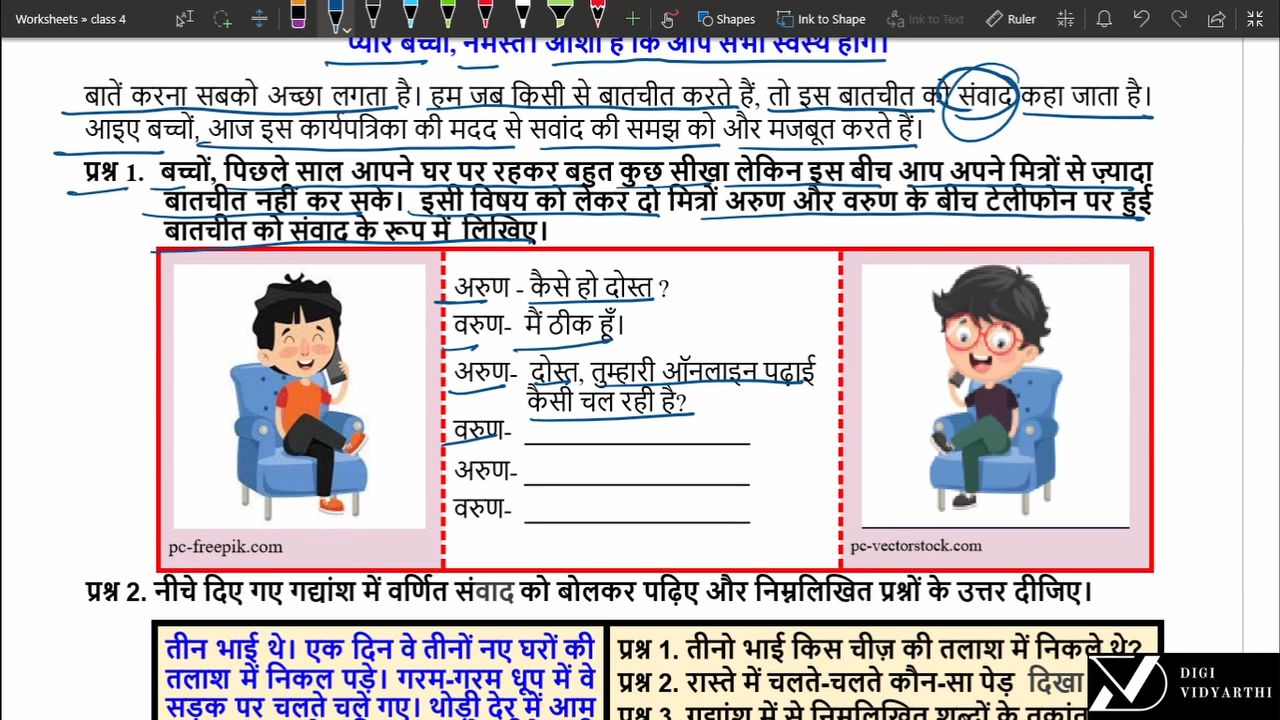 Worksheets » class 4
Shapes
Ink to Shape
Ink to Text
Ruler
प्यारे बच्चों, नमस्ते। आशा है कि आप सभी स्वस्थ होंगे।
बातें करना सबको अच्छा लगता है। हम जब किसी से बातचीत करते हैं, तो इस बातचीत को संवाद कहा जाता है।
आइए बच्चों, आज इस कार्यपत्रिका की मदद से सवांद की समझ को और मजबूत करते हैं।
प्रश्न 1. बच्चों, पिछले साल आपने घर पर रहकर बहुत कुछ सीखा लेकिन इस बीच आप अपने मित्रों से ज़्यादा
बातचीत नहीं कर सके। इसी विषय को लेकर दो मित्रों अरुण और वरुण के बीच टेलीफोन पर हुई
बातचीत को संवाद के रूप में लिखिए।
अरुण - कैसे हो दोस्त ?
वरुण- मैं ठीक हूँ।
अरुण- दोस्त, तुम्हारी ऑनलाइन पढ़ाई
कैसी चल रही है?
वरुण-
अरुण-
वरुण-
pc-freepik.com
pc-vectorstock.com
प्रश्न 2. नीचे दिए गए गद्यांश में वर्णित संवाद को बोलकर पढ़िए और निम्नलिखित प्रश्नों के उत्तर दीजिए।
तीन भाई थे। एक दिन वे तीनों नए घरों की
तलाश में निकल पड़े। गरम-गरम धूप में वे
सड़क पर चलते चले गए। थोड़ी देर में आम
प्रश्न 1. तीनो भाई किस चीज़ की तलाश में निकले थे?
प्रश्न 2. रास्ते में चलते-चलते कौन-सा पेड़ दिखा
प्रश्न 3. गद्यांश में से निम्नलिखित शब्दों के तुकांत
DIGI
VIDYARTHI